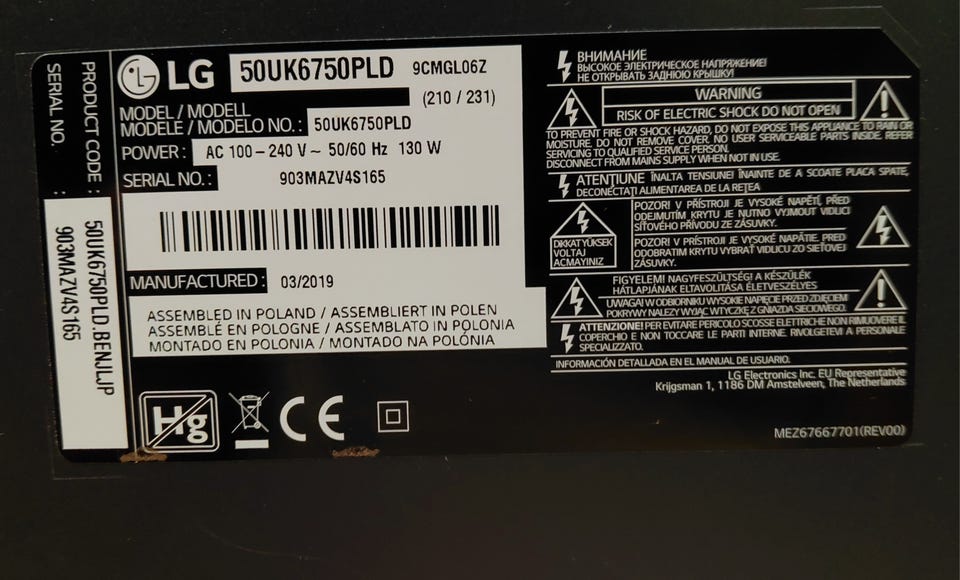 PRODUCT CODE :
SERIAL NO. :
50UK6750PLD.BENJLJP
903MAZV4S165
LG 50UK6750PLD 9CMGL06Z
(210 / 231)
MODEL / MODELL
MODELE / MODELO NO. : 50UK6750PLD
POWER : AC 100 – 240 V ~ 50/60 Hz 130 W
SERIAL NO. : 903MAZV4S165
MANUFACTURED : 03/2019
ASSEMBLED IN POLAND / ASSEMBLIERT IN POLEN
ASSEMBLÉ EN POLOGNE / ASSEMBLATO IN POLONIA
MONTADO EN POLONIA / MONTADO NA POLÓNIA
Hg
CE
ВНИМАНИЕ
ВЫСОКОЕ ЭЛЕКТРИЧЕСКОЕ НАПРЯЖЕНИЕ!
НЕ ОТКРЫВАТЬ ЗАДНЮЮ КРЫШКУ!
WARNING
RISK OF ELECTRIC SHOCK DO NOT OPEN
TO PREVENT FIRE OR SHOCK HAZARD, DO NOT EXPOSE THIS APPLIANCE TO RAIN OR
MOISTURE. DO NOT REMOVE COVER. NO USER SERVICEABLE PARTS INSIDE. REFER
SERVICING TO QUALIFIED SERVICE PERSON.
DISCONNECT FROM MAINS SUPPLY WHEN NOT IN USE.
ATENŢIUNE ÎNALTA TENSIUNE! ÎNAINTE DE A SCOATE PLACA SPATE,
DECONECTAŢI ALIMENTAREA DE LA REŢEA
DIKKAT YÜKSEK
VOLTAJ
AÇMAYINIZ
POZOR! V PŘÍSTROJI JE VYSOKÉ NAPĚTÍ, PŘED
ODEJMUTÍM KRYTU JE NUTNO VYJMOUT VIDLICI
SÍŤOVÉHO PŘÍVODU ZE ZÁSUVKY.
POZOR! V PRÍSTROJI JE VYSOKÉ NAPÄTIE. PRED
ODOBRATIM KRYTU VYBRAŤ VIDLICU ZO SIEŤOVEJ
ZÁSUVKY.
FIGYELEM! NAGYFESZÜLTSÉG! A KÉSZÜLÉK
HÁTLAPJÁNAK ELTÁVOLÍTÁSA ÉLETVESZÉLYES
UWAGA! W ODBIORNIKU WYSOKIE NAPIĘCIE PRZED ZDJĘCIEM
POKRYWY NALEŻY WYJĄĆ WTYCZKĘ Z GNIAZDA SIECIOWEGO.
ATTENZIONE! PER EVITARE PERICOLO SCOSSE ELETTRICHE NON RIMUOVERE IL
COPERCHIO E NON TOCCARE LE PARTI INTERNE. RIVOLGETEVI A PERSONALE
SPECIALIZZATO.
INFORMACIÓN DETALLADA EN EL MANUAL DE USUARIO.
LG Electronics Inc. EU Representative
Krijgsman 1, 1186 DM Amstelveen, The Netherlands
MEZ67667701(REV00)